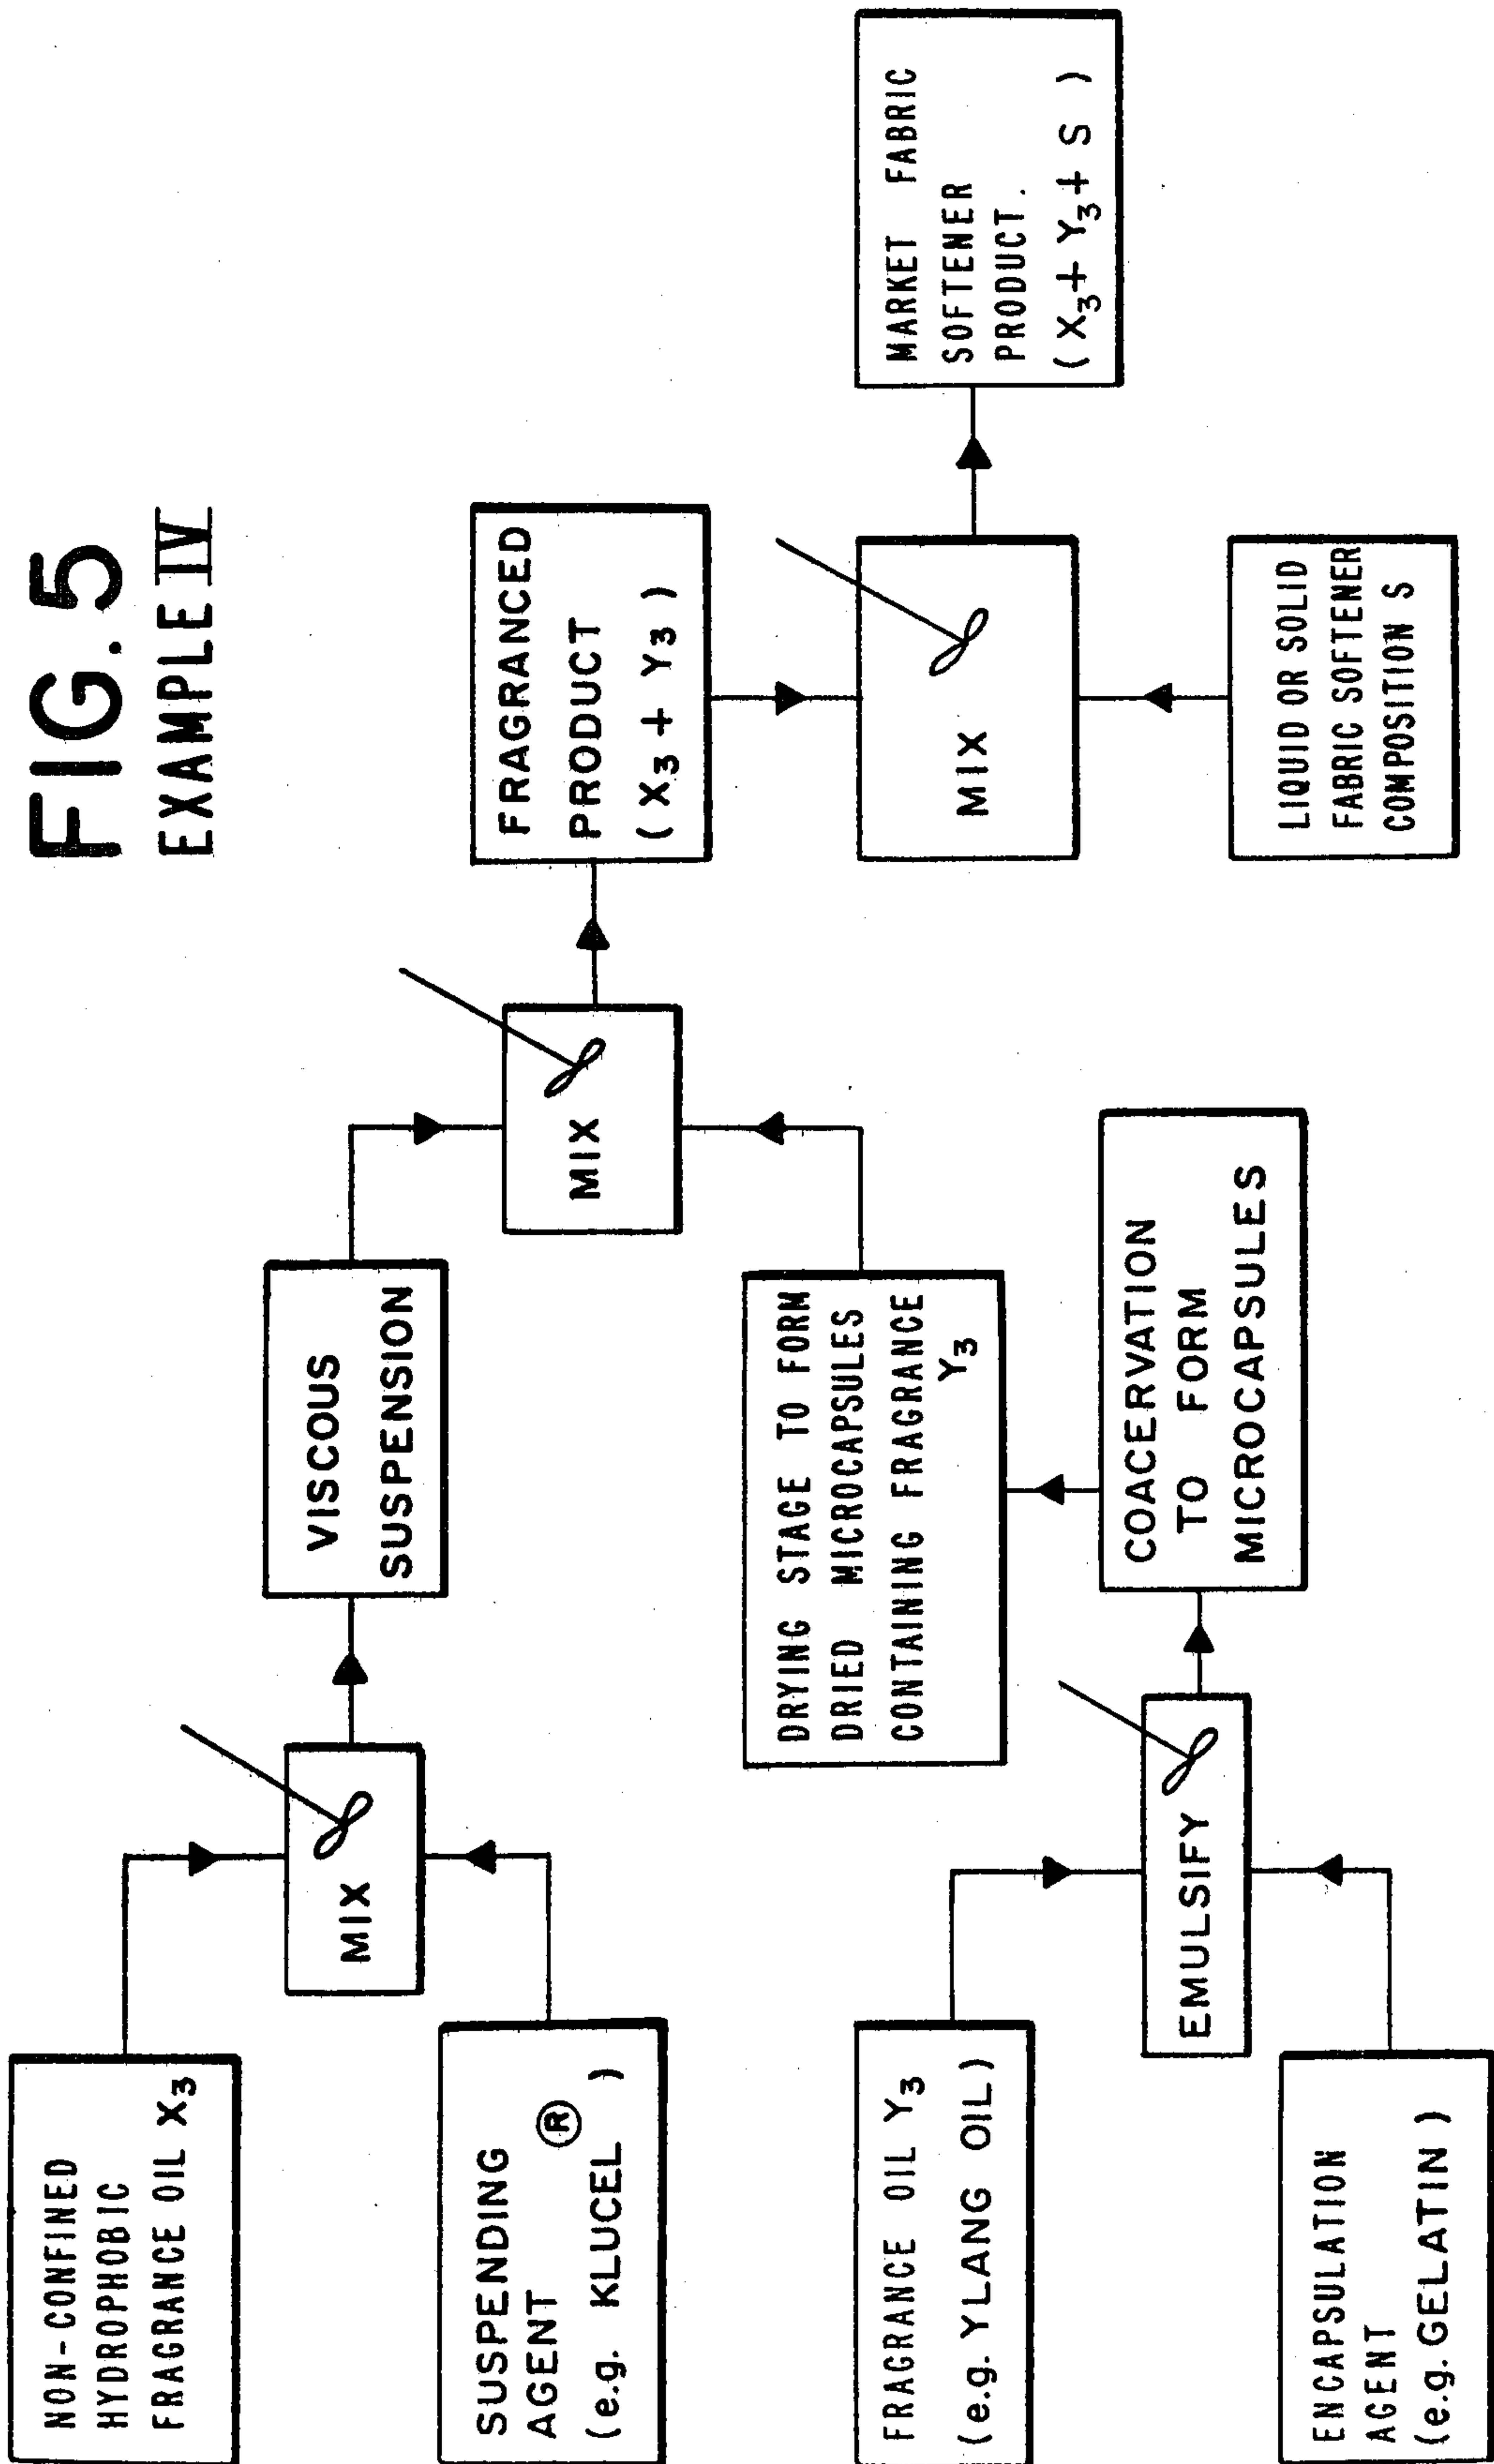 FIG. 5
EXAMPLE IV
NON-CONFINED
HYDROPHOBIC
FRAGRANCE OIL X₃
SUSPENDING
AGENT
(e.g. KLUCEL ® )
MIX
VISCOUS
SUSPENSION
FRAGRANCE OIL Y₃
(e.g. YLANG OIL)
ENCAPSULATION
AGENT
(e.g. GELATIN )
EMULSIFY
COACERVATION
TO FORM
MICROCAPSULES
DRYING STAGE TO FORM
DRIED MICROCAPSULES
CONTAINING FRAGRANCE
Y₃
MIX
FRAGRANCED
PRODUCT
( X₃ + Y₃ )
MIX
LIQUID OR SOLID
FABRIC SOFTENER
COMPOSITION S
MARKET FABRIC
SOFTENER
PRODUCT.
( X₃ + Y₃ + S )